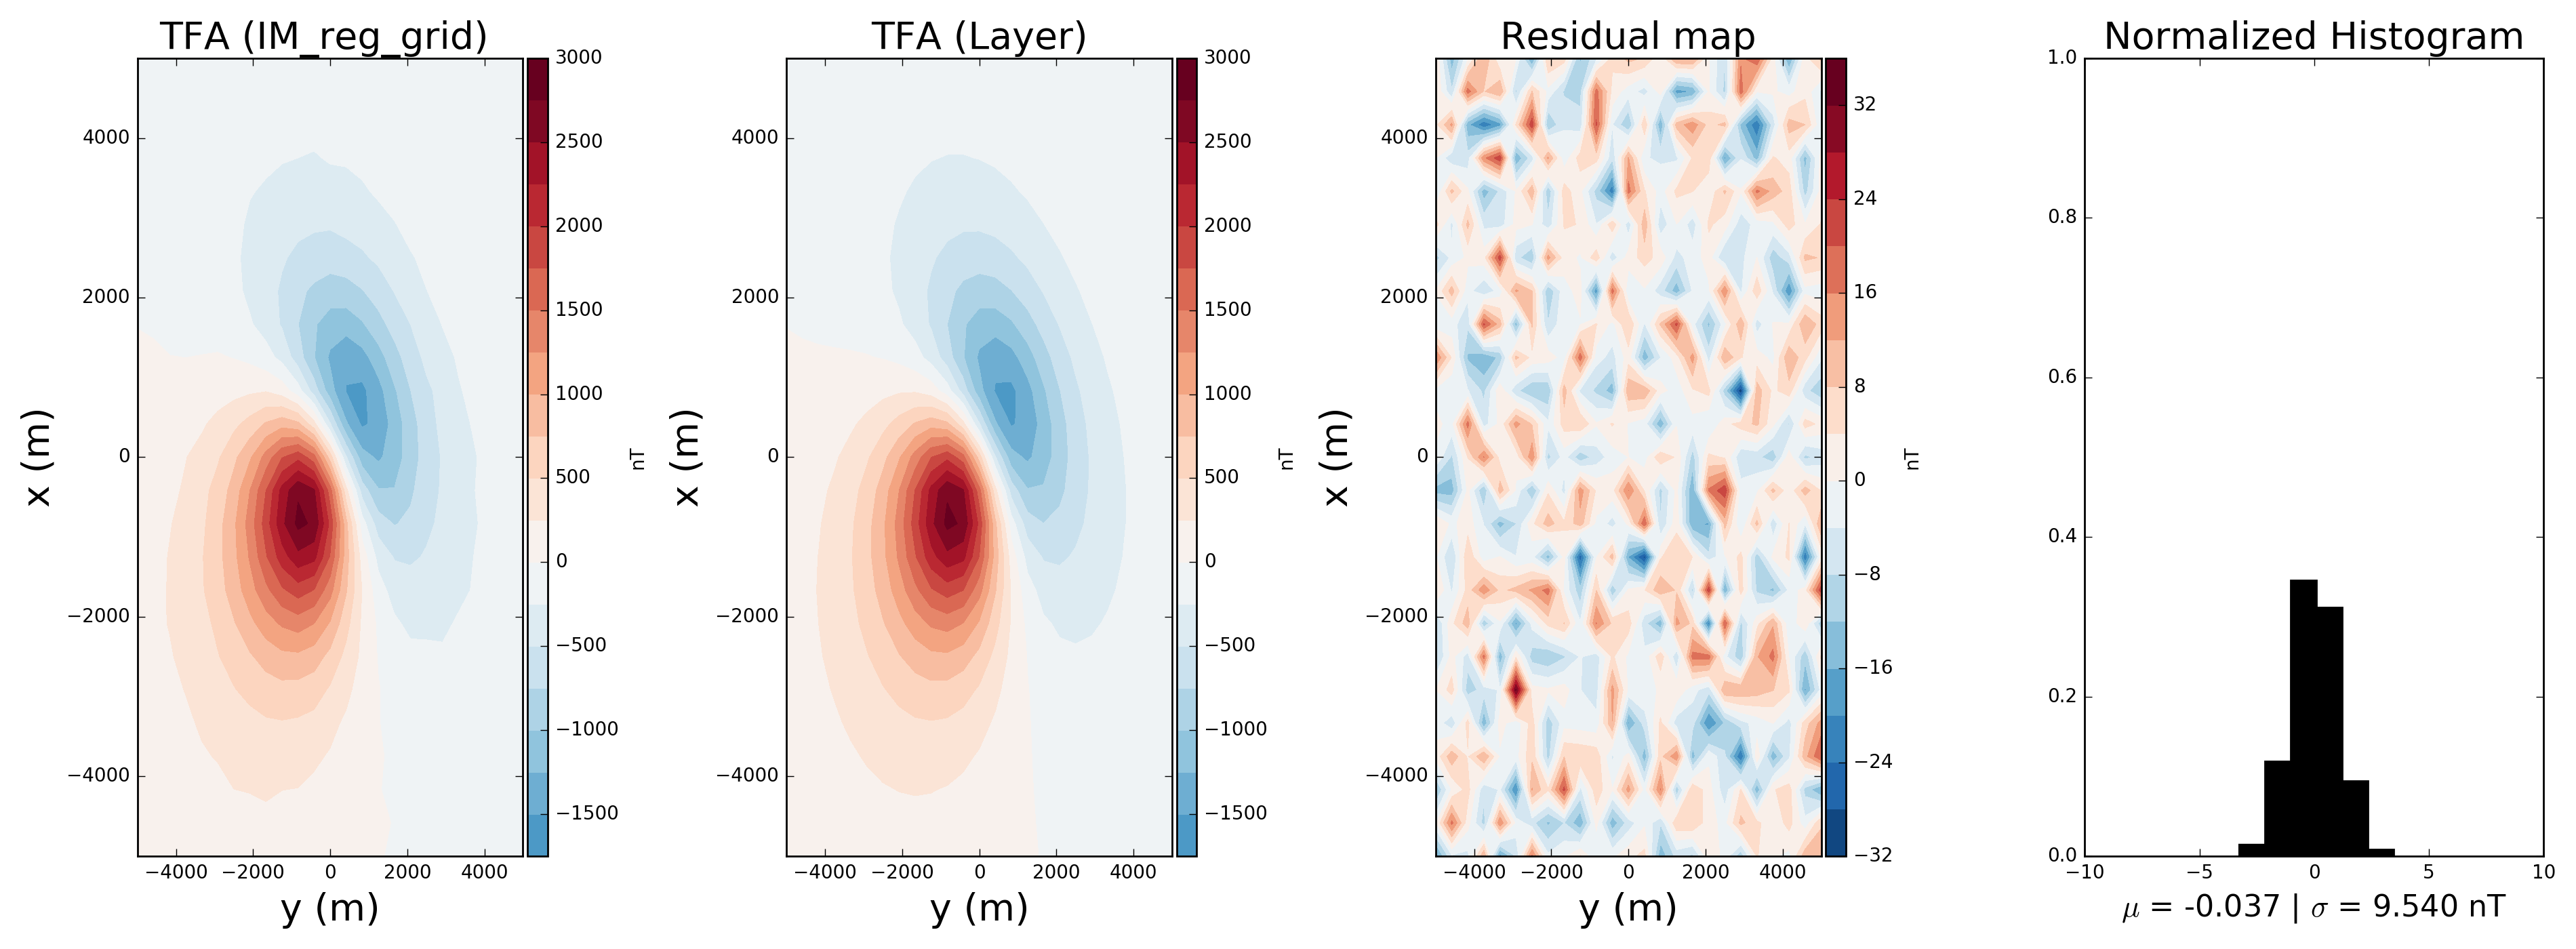 TFA (IM_reg_grid)
4000
2000
0
−2000
−4000
x (m)
−4000 −2000 0 2000 4000
y (m)
3000
2500
2000
1500
1000
500
0
−500
−1000
−1500
nT
TFA (Layer)
4000
2000
0
−2000
−4000
x (m)
−4000 −2000 0 2000 4000
y (m)
3000
2500
2000
1500
1000
500
0
−500
−1000
−1500
nT
Residual map
4000
2000
0
−2000
−4000
x (m)
−4000 −2000 0 2000 4000
y (m)
32
24
16
8
0
−8
−16
−24
−32
nT
Normalized Histogram
1.0
0.8
0.6
0.4
0.2
0.0
−10 −5 0 5 10
μ = -0.037 | σ = 9.540 nT